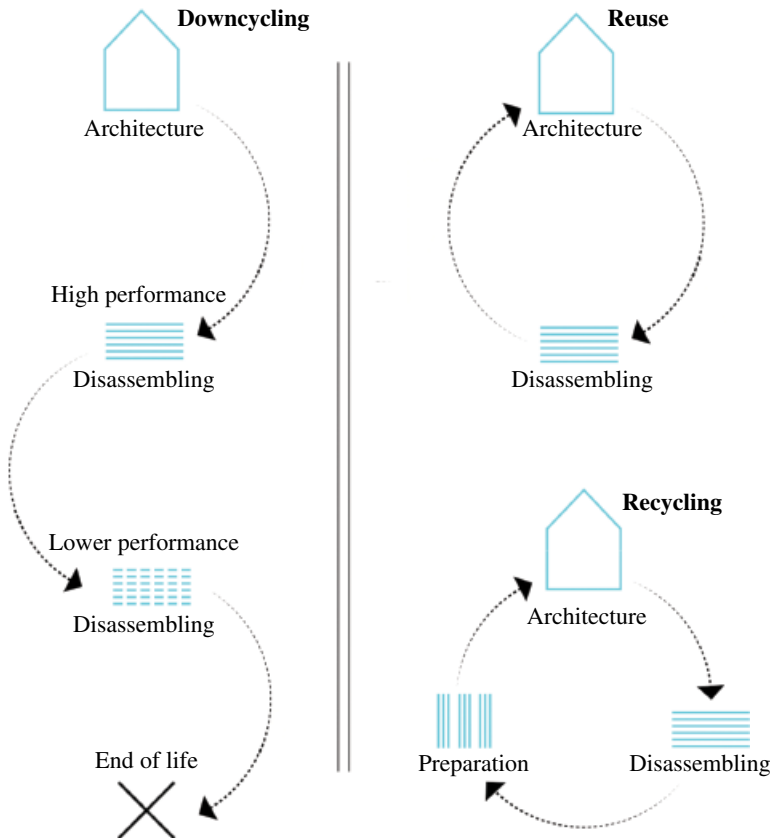 Downcycling
Architecture
High performance
Disassembling
Lower performance
Disassembling
End of life
Reuse
Architecture
Disassembling
Recycling
Architecture
Preparation
Disassembling